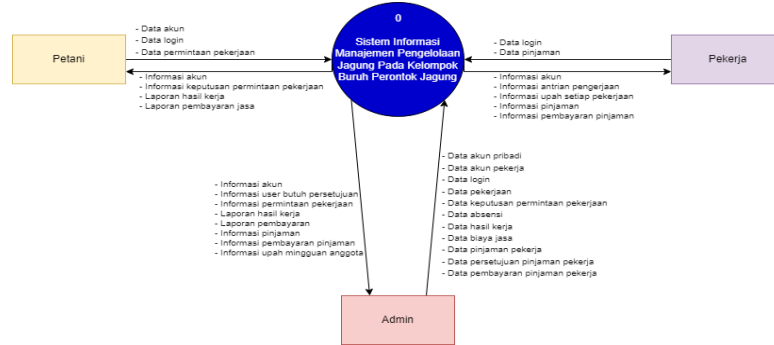 0
Sistem Informasi
Manajemen Pengelolaan
Jagung Pada Kelompok
Buruh Perontok Jagung
Petani
- Data akun
- Data login
- Data permintaan pekerjaan
- Informasi akun
- Informasi keputusan permintaan pekerjaan
- Laporan hasil kerja
- Laporan pembayaran jasa
- Data login
- Data pinjaman
Pekerja
- Informasi akun
- Informasi antrian pengerjaan
- Informasi upah setiap pekerjaan
- Informasi pinjaman
- Informasi pembayaran pinjaman
- Informasi akun
- Informasi user butuh persetujuan
- Informasi permintaan pekerjaan
- Laporan hasil kerja
- Laporan pembayaran
- Informasi pinjaman
- Informasi pembayaran pinjaman
- Informasi upah mingguan anggota
- Data akun pribadi
- Data akun pekerja
- Data login
- Data pekerjaan
- Data keputusan permintaan pekerjaan
- Data absensi
- Data hasil kerja
- Data biaya jasa
- Data pinjaman pekerja
- Data persetujuan pinjaman pekerja
- Data pembayaran pinjaman pekerja
Admin